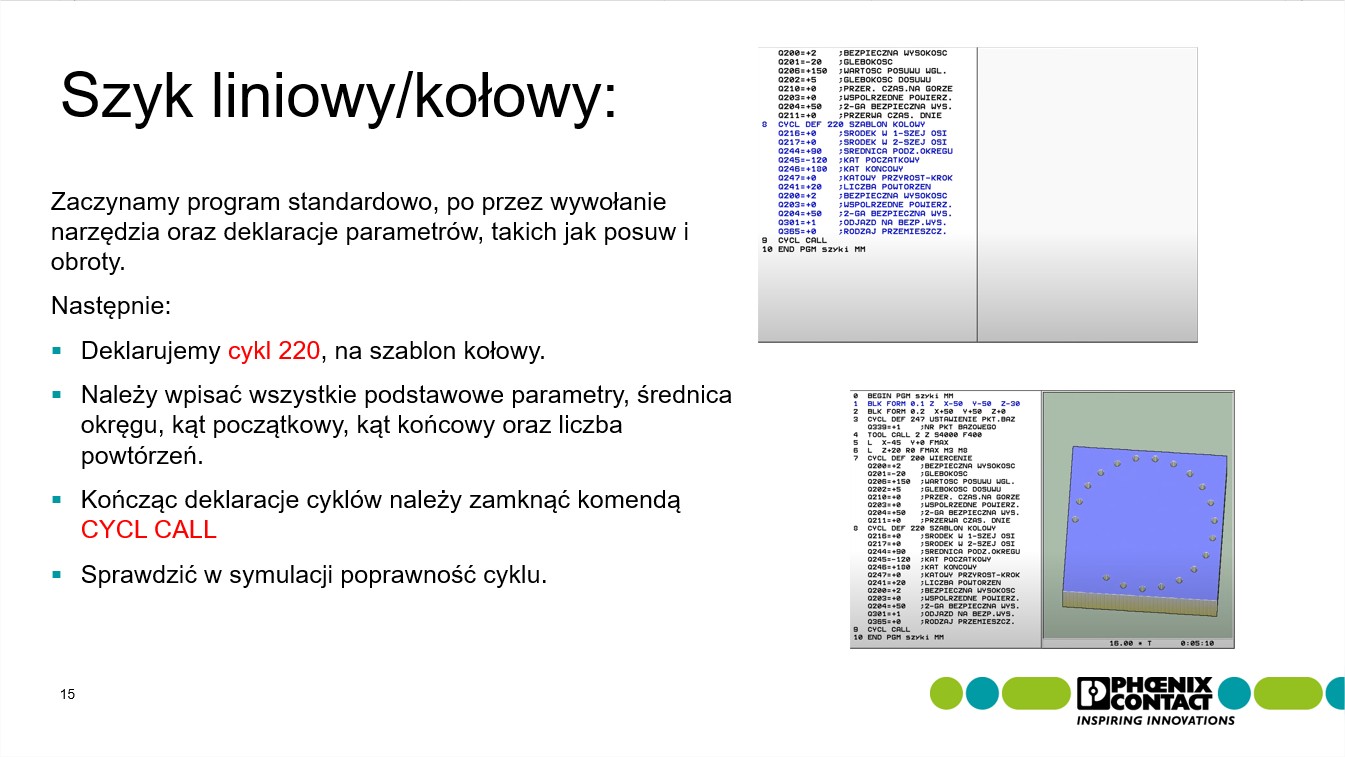 Szyk liniowy/kołowy:
Zaczynamy program standardowo, po przez wywołanie
narzędzia oraz deklaracje parametrów, takich jak posuw i
obroty.
Następnie:
Deklarujemy cykl 220, na szablon kołowy.
Należy wpisać wszystkie podstawowe parametry, średnica
okręgu, kąt początkowy, kąt końcowy oraz liczba
powtórzeń.
Kończąc deklaracje cyklów należy zamknąć komendą
CYCL CALL
Sprawdzić w symulacji poprawność cyklu.
Q200=+2 ;BEZPIECZNA WYSOKOSC
Q201=-20 ;GLEBOKOSC
Q206=+150 ;WARTOSC POSUWU WGL.
Q202=+5 ;GLEBOKOSC DOSUWU
Q210=+0 ;PRZER. CZAS.NA GORZE
Q203=+0 ;WSPOLRZEDNE POWIERZ.
Q204=+50 ;2-GA BEZPIECZNA WYS.
Q211=+0 ;PRZERWA CZAS. DNIE
8 CYCL DEF 220 SZABLON KOLOWY
Q216=+0 ;SRODEK W 1-SZEJ OSI
Q217=+0 ;SRODEK W 2-SZEJ OSI
Q244=+90 ;SREDNICA PODZ.OKREGU
Q245=-120 ;KAT POCZATKOWY
Q246=+180 ;KAT KONCOWY
Q247=+0 ;KATOWY PRZYROST-KROK
Q241=+20 ;LICZBA POWTORZEN
Q200=+2 ;BEZPIECZNA WYSOKOSC
Q203=+0 ;WSPOLRZEDNE POWIERZ.
Q204=+50 ;2-GA BEZPIECZNA WYS.
Q301=+1 ;ODJAZD NA BEZP.WYS.
Q365=+0 ;RODZAJ PRZEMIESZCZ.
9 CYCL CALL
10 END PGM szyki MM
0 BEGIN PGM szyki MM
1 BLK FORM 0.1 Z X-50 Y-50 Z-30
2 BLK FORM 0.2 X+50 Y+50 Z+0
3 CYCL DEF 247 USTAWIENIE PKT.BAZ
Q339=+1 ;NR PKT BAZOWEGO
4 TOOL CALL 2 Z S4000 F400
5 L X-45 Y+0 FMAX
6 L Z+20 R0 FMAX M3 M8
7 CYCL DEF 200 WIERCENIE
Q200=+2 ;BEZPIECZNA WYSOKOSC
Q201=-20 ;GLEBOKOSC
Q206=+150 ;WARTOSC POSUWU WGL.
Q202=+5 ;GLEBOKOSC DOSUWU
Q210=+0 ;PRZER. CZAS.NA GORZE
Q203=+0 ;WSPOLRZEDNE POWIERZ.
Q204=+50 ;2-GA BEZPIECZNA WYS.
Q211=+0 ;PRZERWA CZAS. DNIE
8 CYCL DEF 220 SZABLON KOLOWY
Q216=+0 ;SRODEK W 1-SZEJ OSI
Q217=+0 ;SRODEK W 2-SZEJ OSI
Q244=+90 ;SREDNICA PODZ.OKREGU
Q245=-120 ;KAT POCZATKOWY
Q246=+180 ;KAT KONCOWY
Q247=+0 ;KATOWY PRZYROST-KROK
Q241=+20 ;LICZBA POWTORZEN
Q200=+2 ;BEZPIECZNA WYSOKOSC
Q203=+0 ;WSPOLRZEDNE POWIERZ.
Q204=+50 ;2-GA BEZPIECZNA WYS.
Q301=+1 ;ODJAZD NA BEZP.WYS.
Q365=+0 ;RODZAJ PRZEMIESZCZ.
9 CYCL CALL
10 END PGM szyki MM
16.00 * T 0:05:10
15
PHŒNIX
CONTACT
INSPIRING INNOVATIONS